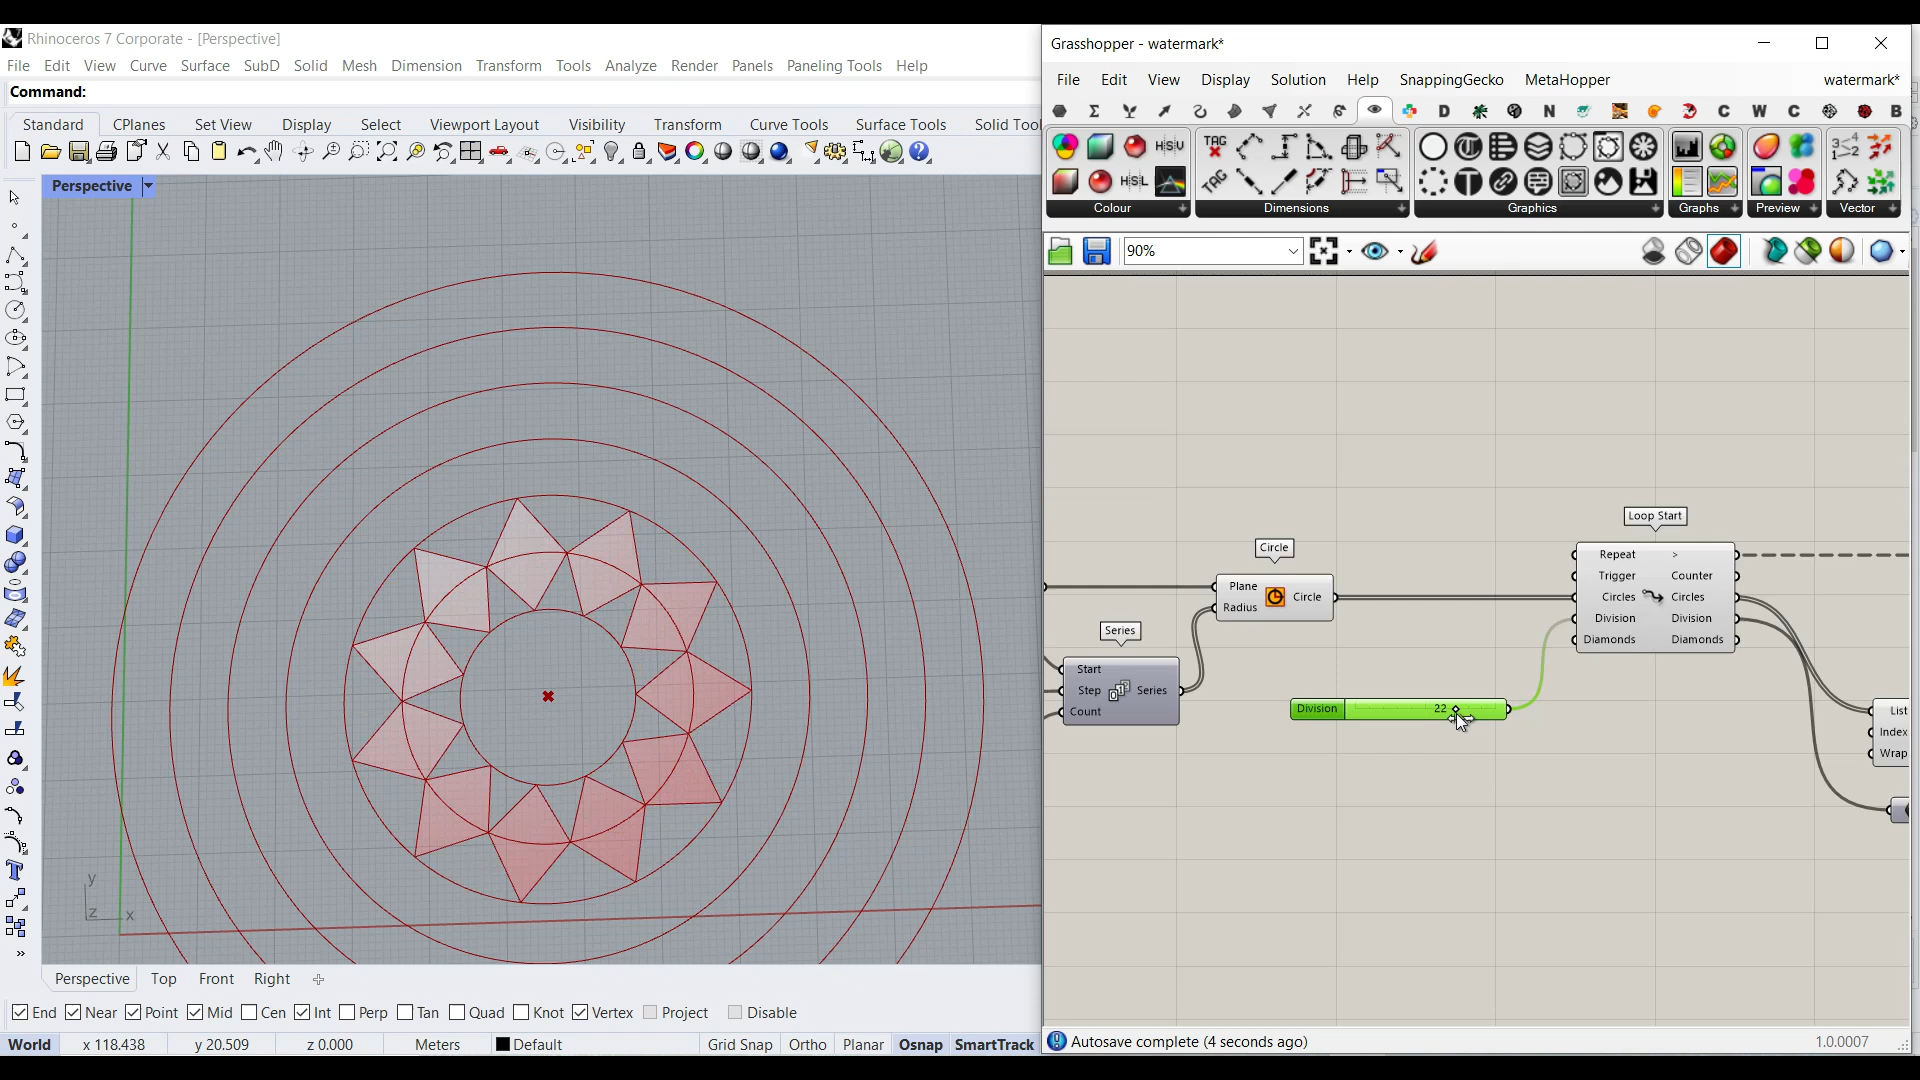 Rhinoceros 7 Corporate - [Perspective]
File Edit View Curve Surface SubD Solid Mesh Dimension Transform Tools Analyze Render Panels Paneling Tools Help
Command:
Standard CPlanes Set View Display Select Viewport Layout Visibility Transform Curve Tools Surface Tools Solid Tool
Perspective
y
z x
Perspective Top Front Right
End Near Point Mid Cen Int Perp Tan Quad Knot Vertex Project Disable
World x 118.438 y 20.509 z 0.000 Meters Default Grid Snap Ortho Planar Osnap SmartTrack
Grasshopper - watermark*
File Edit View Display Solution Help SnappingGecko MetaHopper watermark*
D N C W C B
HSV TAG
HSL TAG
Colour Dimensions Graphics Graphs Preview Vector
90%
Loop Start
Repeat >
Trigger Counter
Circles Circles
Division Division
Diamonds Diamonds
Circle
Plane
Radius
Circle
Series
Start
Step Series
Count
Division 22
List
Index
Wrap
Autosave complete (4 seconds ago) 1.0.0007